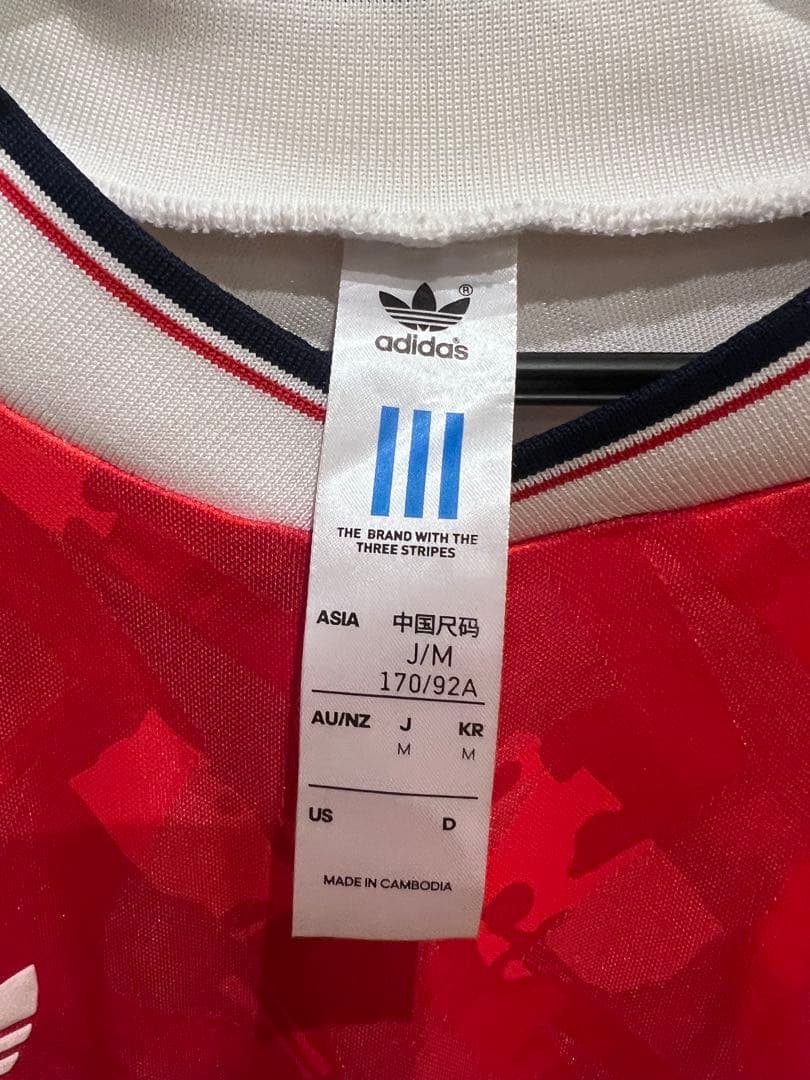 ®
adidas
THE BRAND WITH THE
THREE STRIPES
ASIA 中国尺码
J/M
170/92A
AU/NZ J KR
M M
US D
MADE IN CAMBODIA